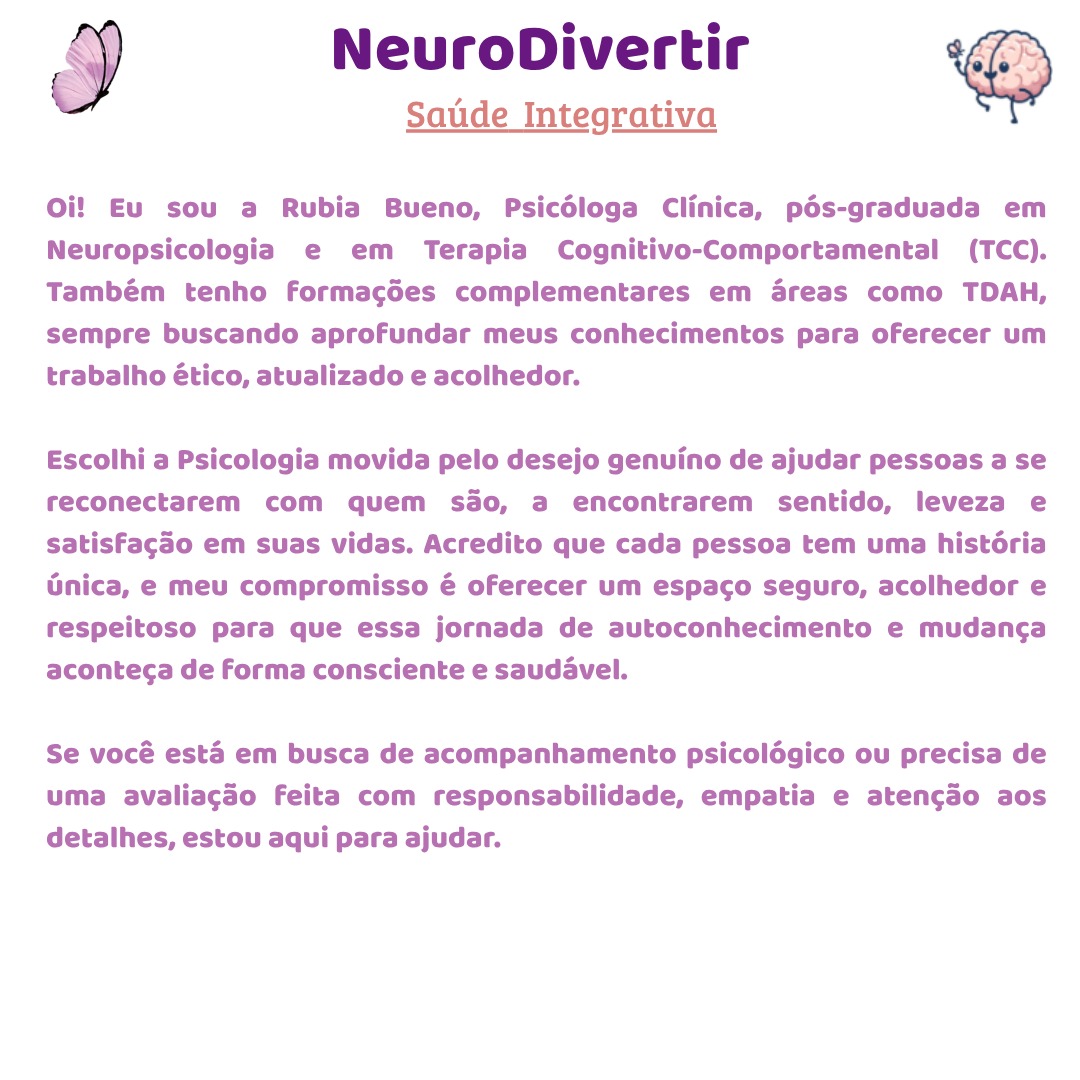 NeuroDivertir
Saúde Integrativa
Oi! Eu sou a Rubia Bueno, Psicóloga Clínica, pós-graduada em
Neuropsicologia e em Terapia Cognitivo-Comportamental (TCC).
Também tenho formações complementares em áreas como TDAH,
sempre buscando aprofundar meus conhecimentos para oferecer um
trabalho ético, atualizado e acolhedor.
Escolhi a Psicologia movida pelo desejo genuíno de ajudar pessoas a se
reconectarem com quem são, a encontrarem sentido, leveza e
satisfação em suas vidas. Acredito que cada pessoa tem uma história
única, e meu compromisso é oferecer um espaço seguro, acolhedor e
respeitoso para que essa jornada de autoconhecimento e mudança
aconteça de forma consciente e saudável.
Se você está em busca de acompanhamento psicológico ou precisa de
uma avaliação feita com responsabilidade, empatia e atenção aos
detalhes, estou aqui para ajudar.